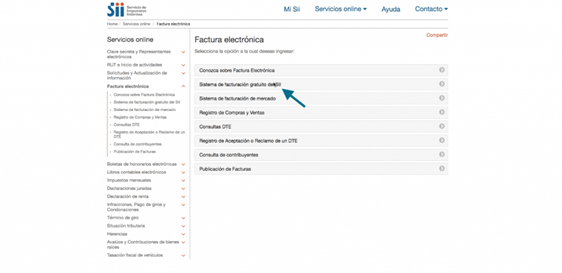 Sii Servicio de
Impuestos
Internos
Mi Sii
Servicios online
Ayuda
Contacto
Home / Servicios online / Factura electrónica
Servicios online
Clave secreta y Representantes
electrónicos
RUT e inicio de actividades
Solicitudes y Actualización de
Información
Factura electrónica
Conozca sobre Factura Electrónica
Sistema de facturación gratuito del SII
Sistema de facturación de mercado
Registro de Compras y Ventas
Consultas DTE
Registro de Aceptación o Reclamo de un
DTE
Consulta de contribuyentes
Publicación de Facturas
Boletas de honorarios electrónicas
Libros contables electrónicos
Impuestos mensuales
Declaraciones juradas
Declaración de renta
Infracciones, Pago de giros y
Condonaciones
Término de giro
Situación tributaria
Herencias
Avalúos y Contribuciones de bienes
raíces
Tasación fiscal de vehículos
Compartir
Factura electrónica
Selecciona la opción a la cual deseas ingresar:
Conozca sobre Factura Electrónica
Sistema de facturación gratuito del SII
Sistema de facturación de mercado
Registro de Compras y Ventas
Consultas DTE
Registro de Aceptación o Reclamo de un DTE
Consulta de contribuyentes
Publicación de Facturas